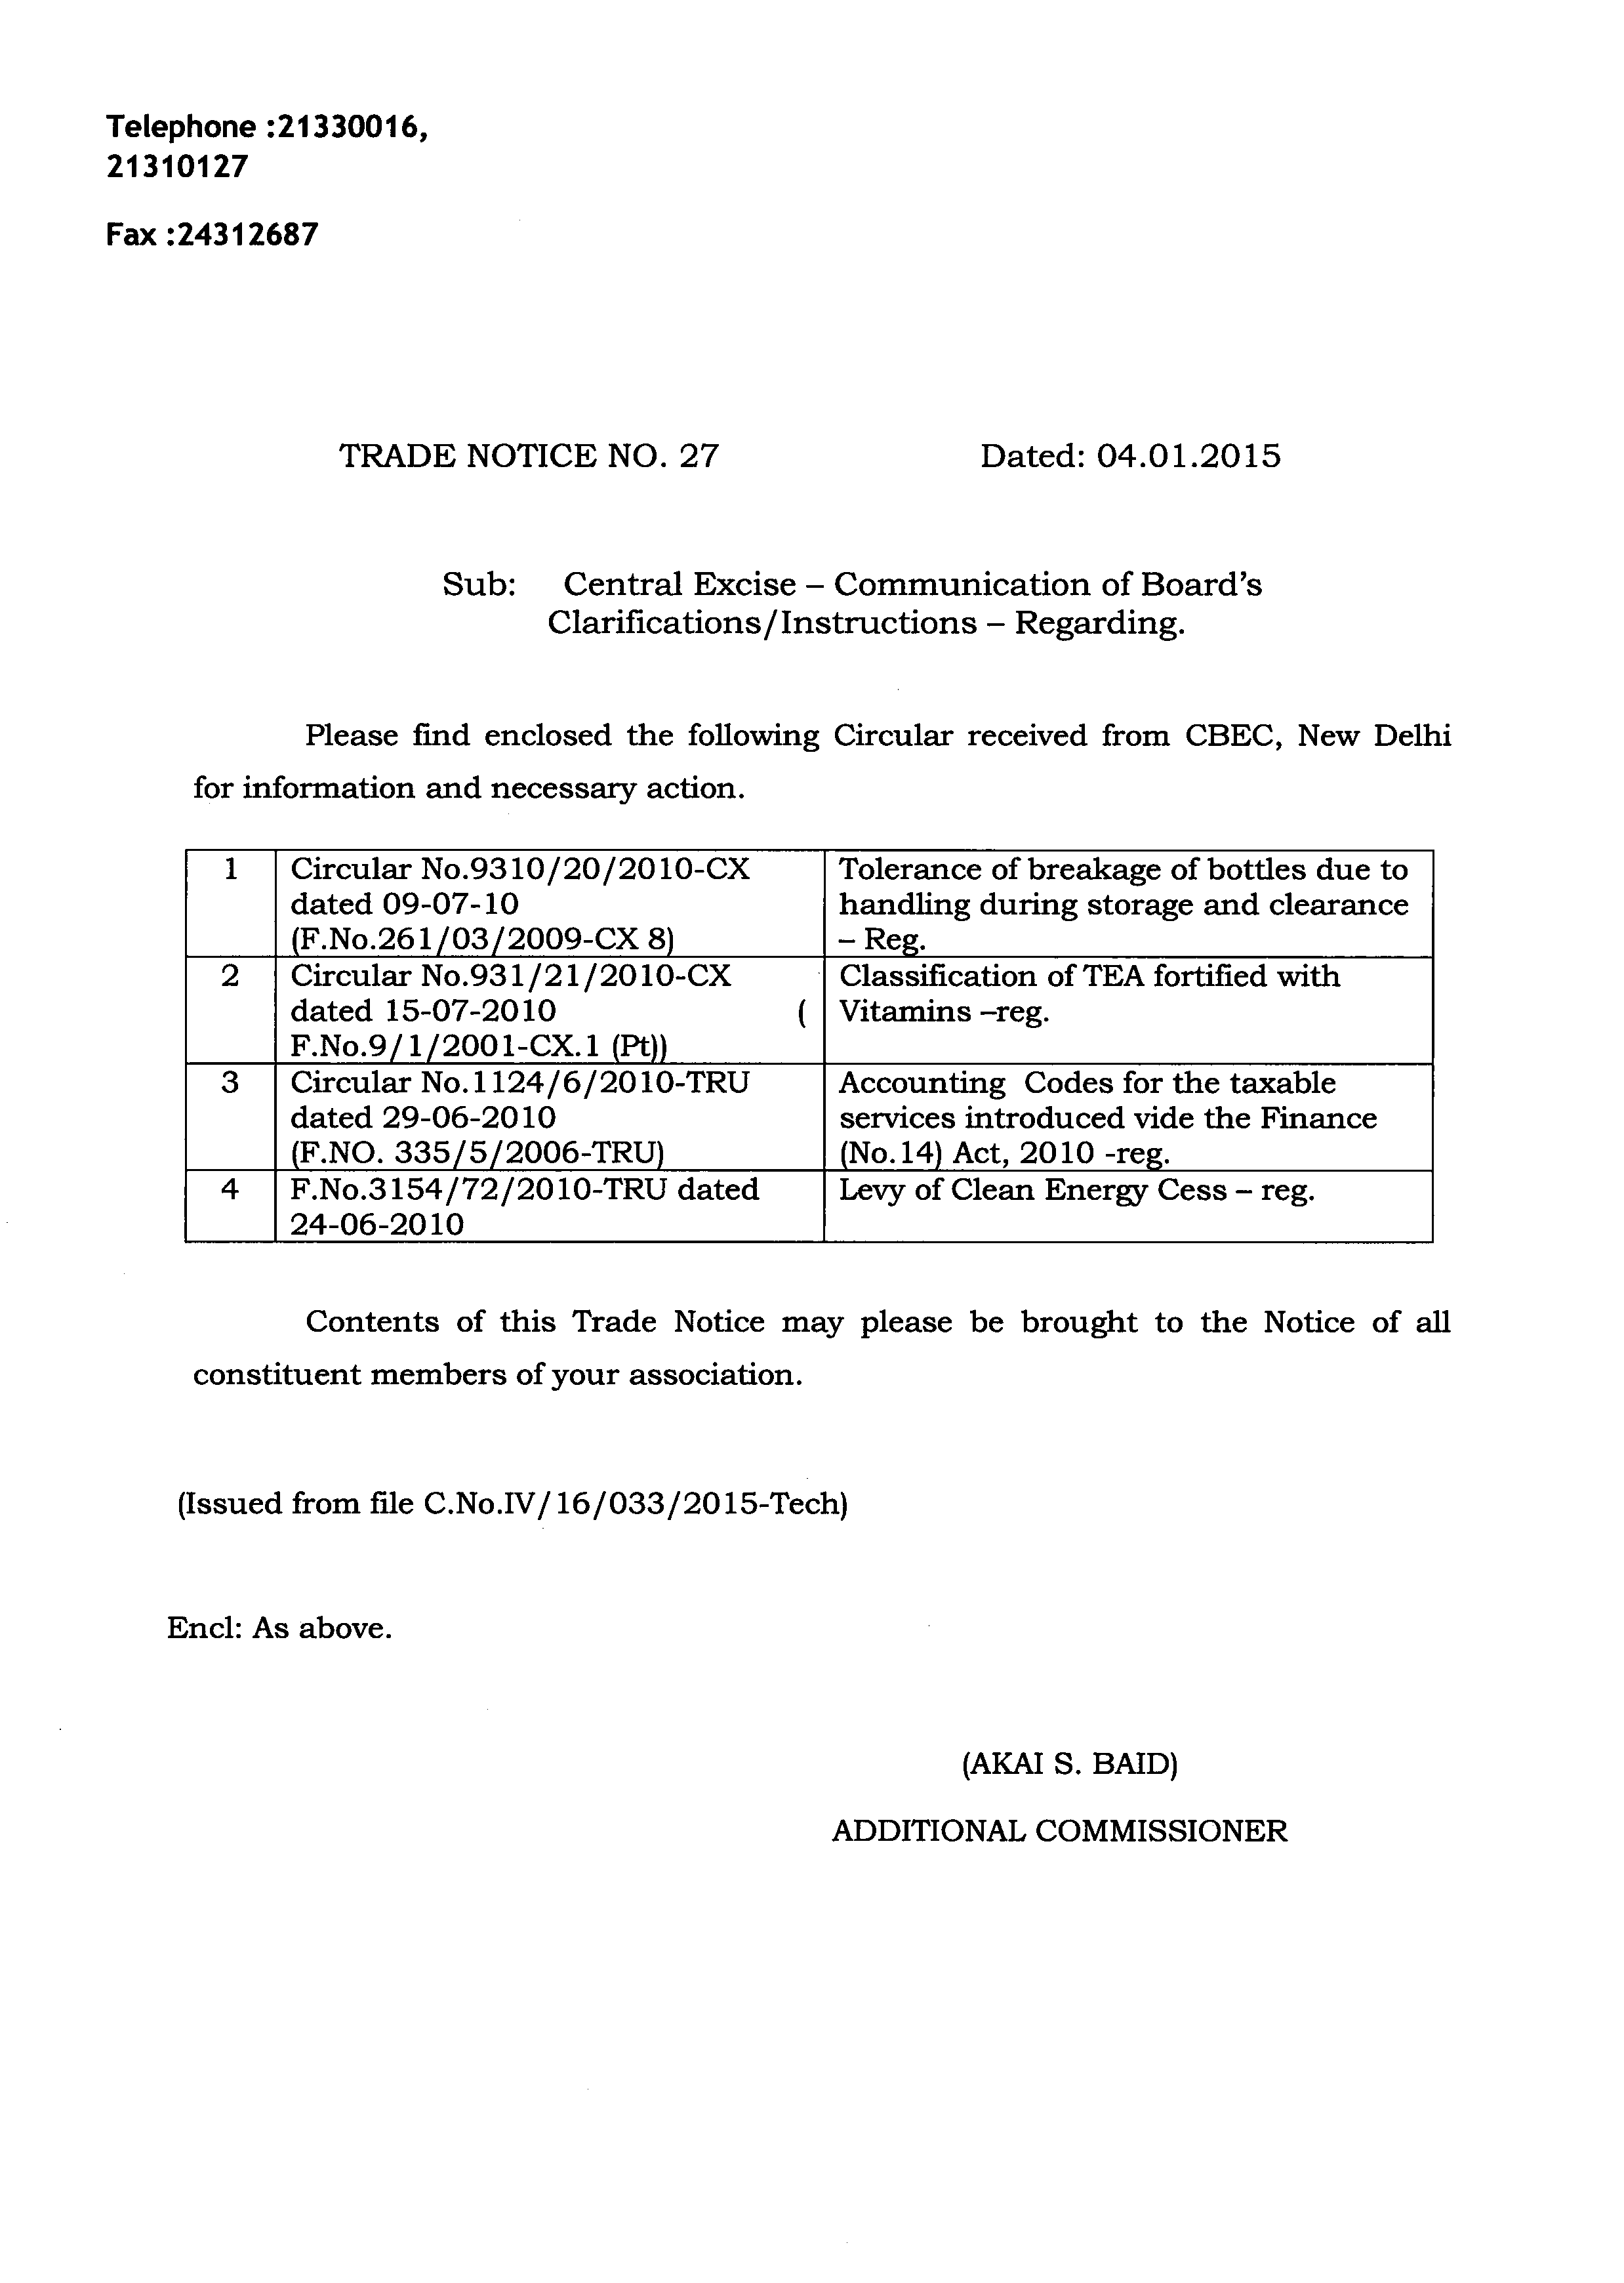 Telephone :21330016,
21310127
Fax :24312687
TRADE NOTICE NO. 27 Dated: 04.01.2015
Sub: Central Excise – Communication of Board's
Clarifications/Instructions – Regarding.
Please find enclosed the following Circular received from CBEC, New Delhi
for information and necessary action.
1 Circular No.9310/20/2010-CX Tolerance of breakage of bottles due to
dated 09-07-10 handling during storage and clearance
(F.No.261/03/2009-CX 8) – Reg.
2 Circular No.931/21/2010-CX Classification of TEA fortified with
dated 15-07-2010 ( Vitamins –reg.
F.No.9/1/2001-CX.1 (Pt))
3 Circular No.1124/6/2010-TRU Accounting Codes for the taxable
dated 29-06-2010 services introduced vide the Finance
(F.NO. 335/5/2006-TRU) (No.14) Act, 2010 -reg.
4 F.No.3154/72/2010-TRU dated Levy of Clean Energy Cess – reg.
24-06-2010
Contents of this Trade Notice may please be brought to the Notice of all
constituent members of your association.
(Issued from file C.No.IV/16/033/2015-Tech)
Encl: As above.
(AKAI S. BAID)
ADDITIONAL COMMISSIONER